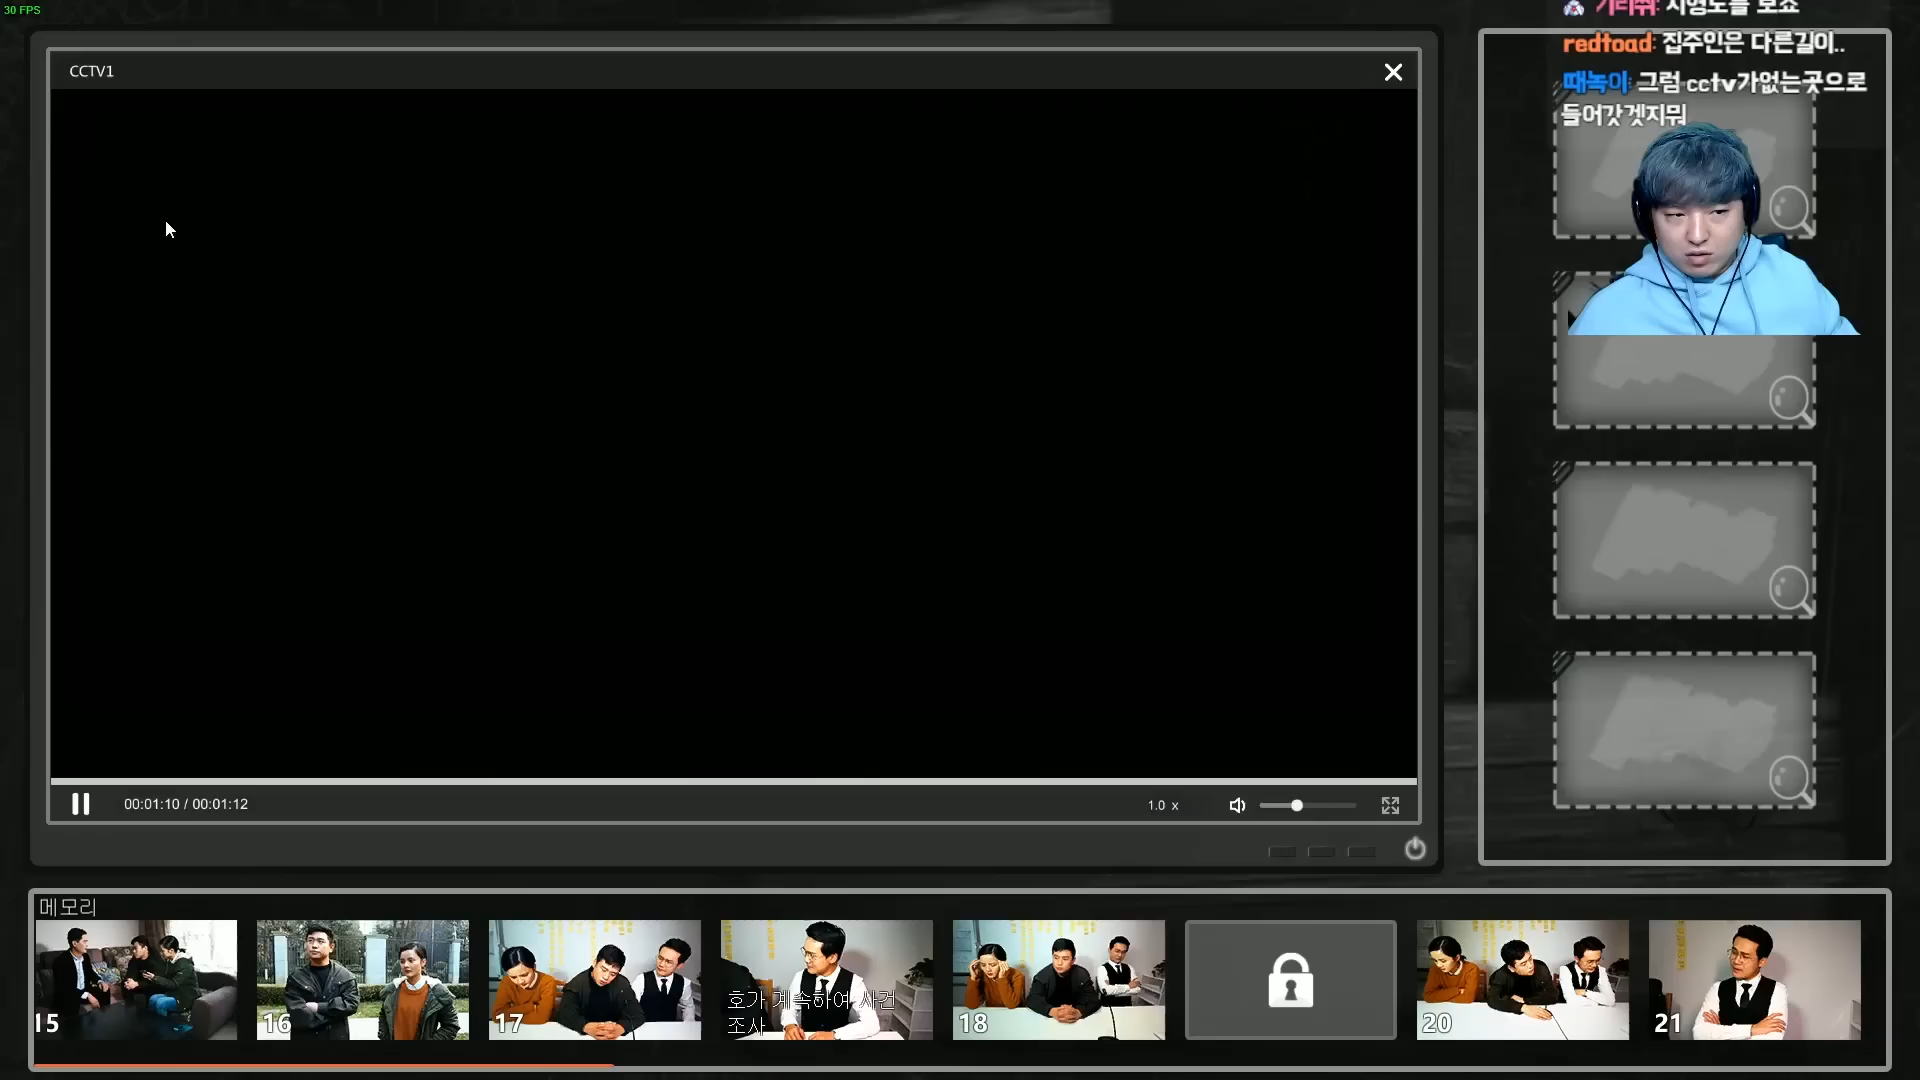 30 FPS
CCTV1
redtoad: 집주인은 다른길이..
때녹이: 그럼 cctv가없는곳으로
들어갓겟지뭐
00:01:10 / 00:01:12
1.0 x
메모리
15
16
17
호가 계속하여 사건
조사
18
20
21